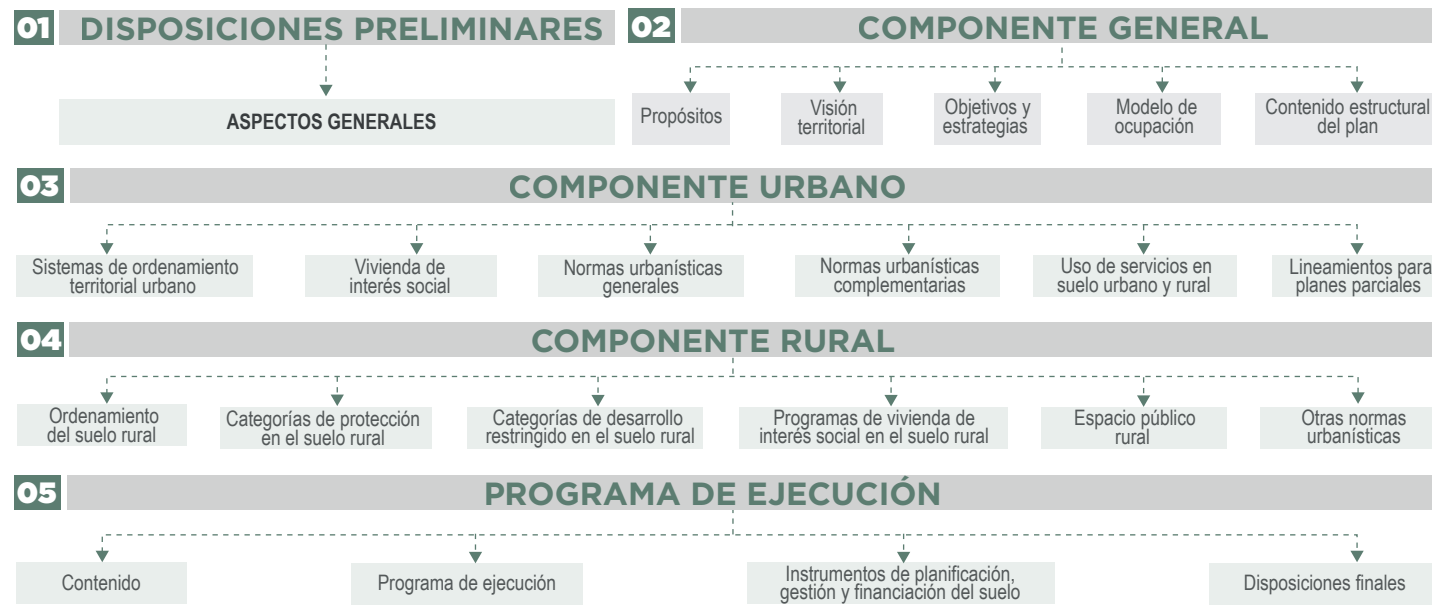 01 DISPOSICIONES PRELIMINARES
ASPECTOS GENERALES
02 COMPONENTE GENERAL
Propósitos
Visión
territorial
Objetivos y
estrategias
Modelo de
ocupación
Contenido estructural
del plan
03 COMPONENTE URBANO
Sistemas de ordenamiento
territorial urbano
Vivienda de
interés social
Normas urbanísticas
generales
Normas urbanísticas
complementarias
Uso de servicios en
suelo urbano y rural
Lineamientos para
planes parciales
04 COMPONENTE RURAL
Ordenamiento
del suelo rural
Categorías de protección
en el suelo rural
Categorías de desarrollo
restringido en el suelo rural
Programas de vivienda de
interés social en el suelo rural
Espacio público
rural
Otras normas
urbanísticas
05 PROGRAMA DE EJECUCIÓN
Contenido
Programa de ejecución
Instrumentos de planificación,
gestión y financiación del suelo
Disposiciones finales